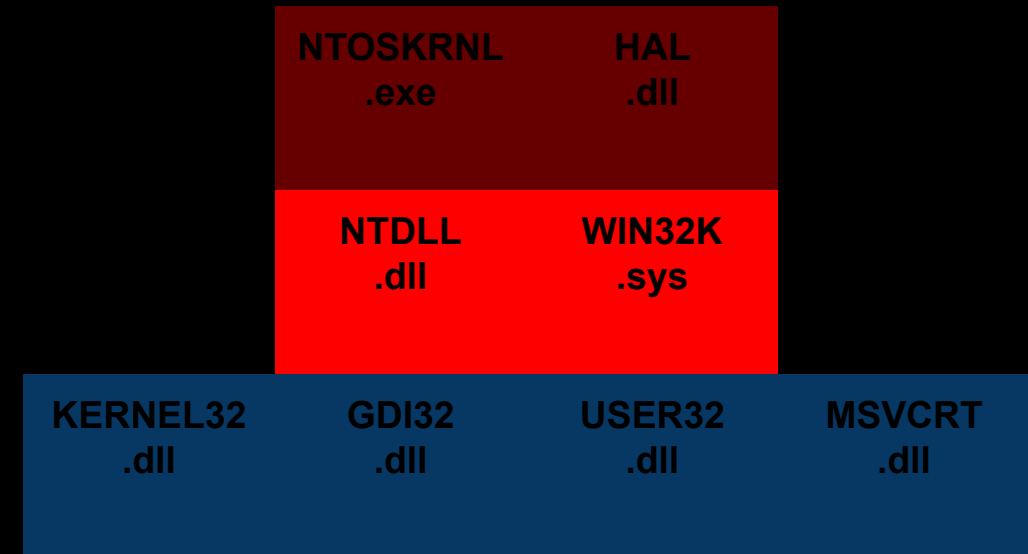 NTOSKRNL HAL
.exe .dll
NTDLL WIN32K
.dll .sys
KERNEL32 GDI32 USER32 MSVCRT
.dll .dll .dll .dll